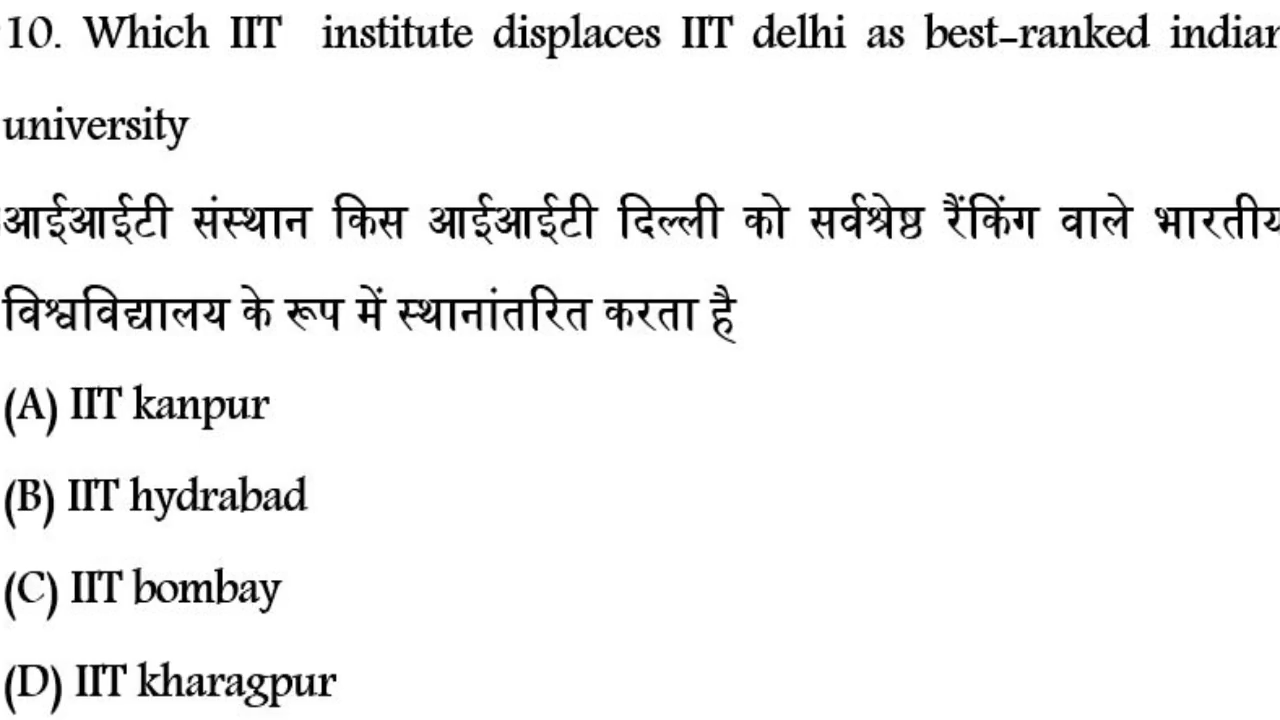 10. Which IIT institute displaces IIT delhi as best-ranked indian
university
आईआईटी संस्थान किस आईआईटी दिल्ली को सर्वश्रेष्ठ रैंकिंग वाले भारतीय
विश्वविद्यालय के रूप में स्थानांतरित करता है
(A) IIT kanpur
(B) IIT hydrabad
(C) IIT bombay
(D) IIT kharagpur